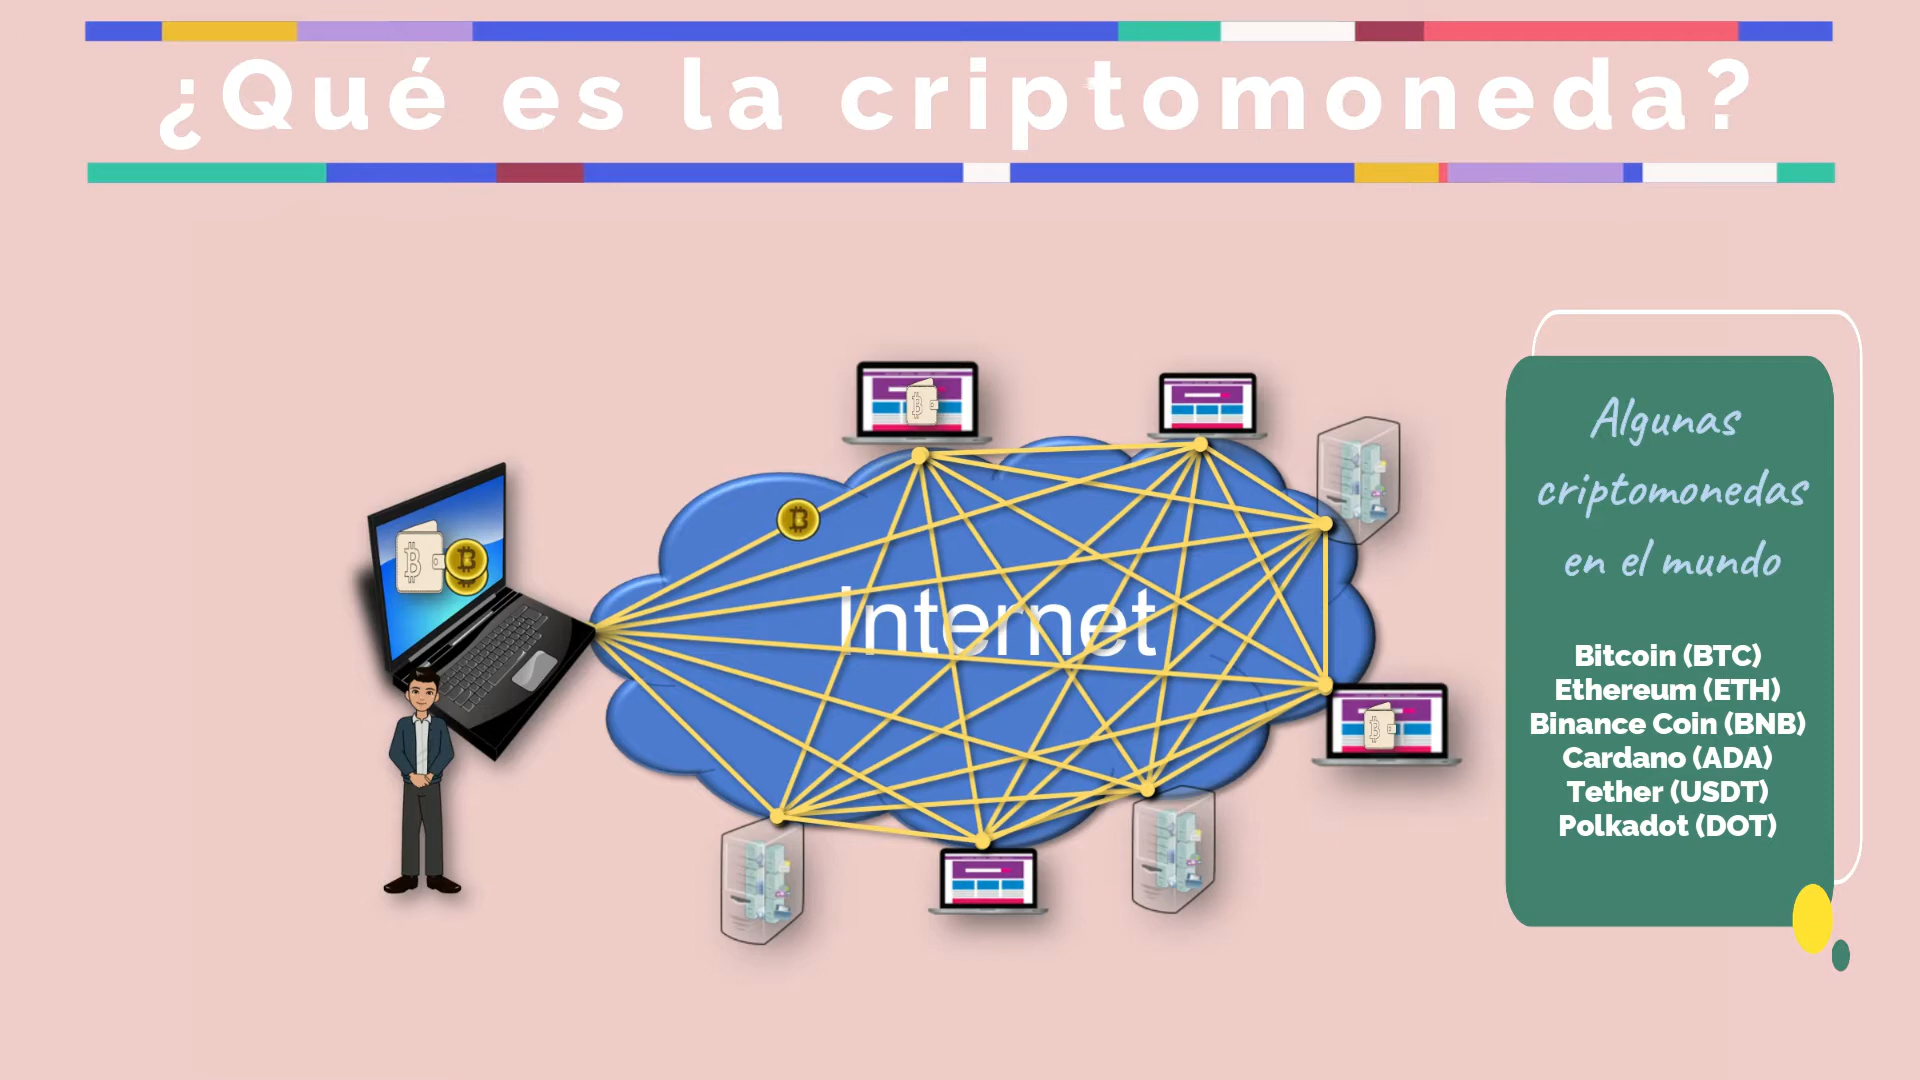 ¿Qué es la criptomoneda?
Internet
Algunas
criptomonedas
en el mundo
Bitcoin (BTC)
Ethereum (ETH)
Binance Coin (BNB)
Cardano (ADA)
Tether (USDT)
Polkadot (DOT)